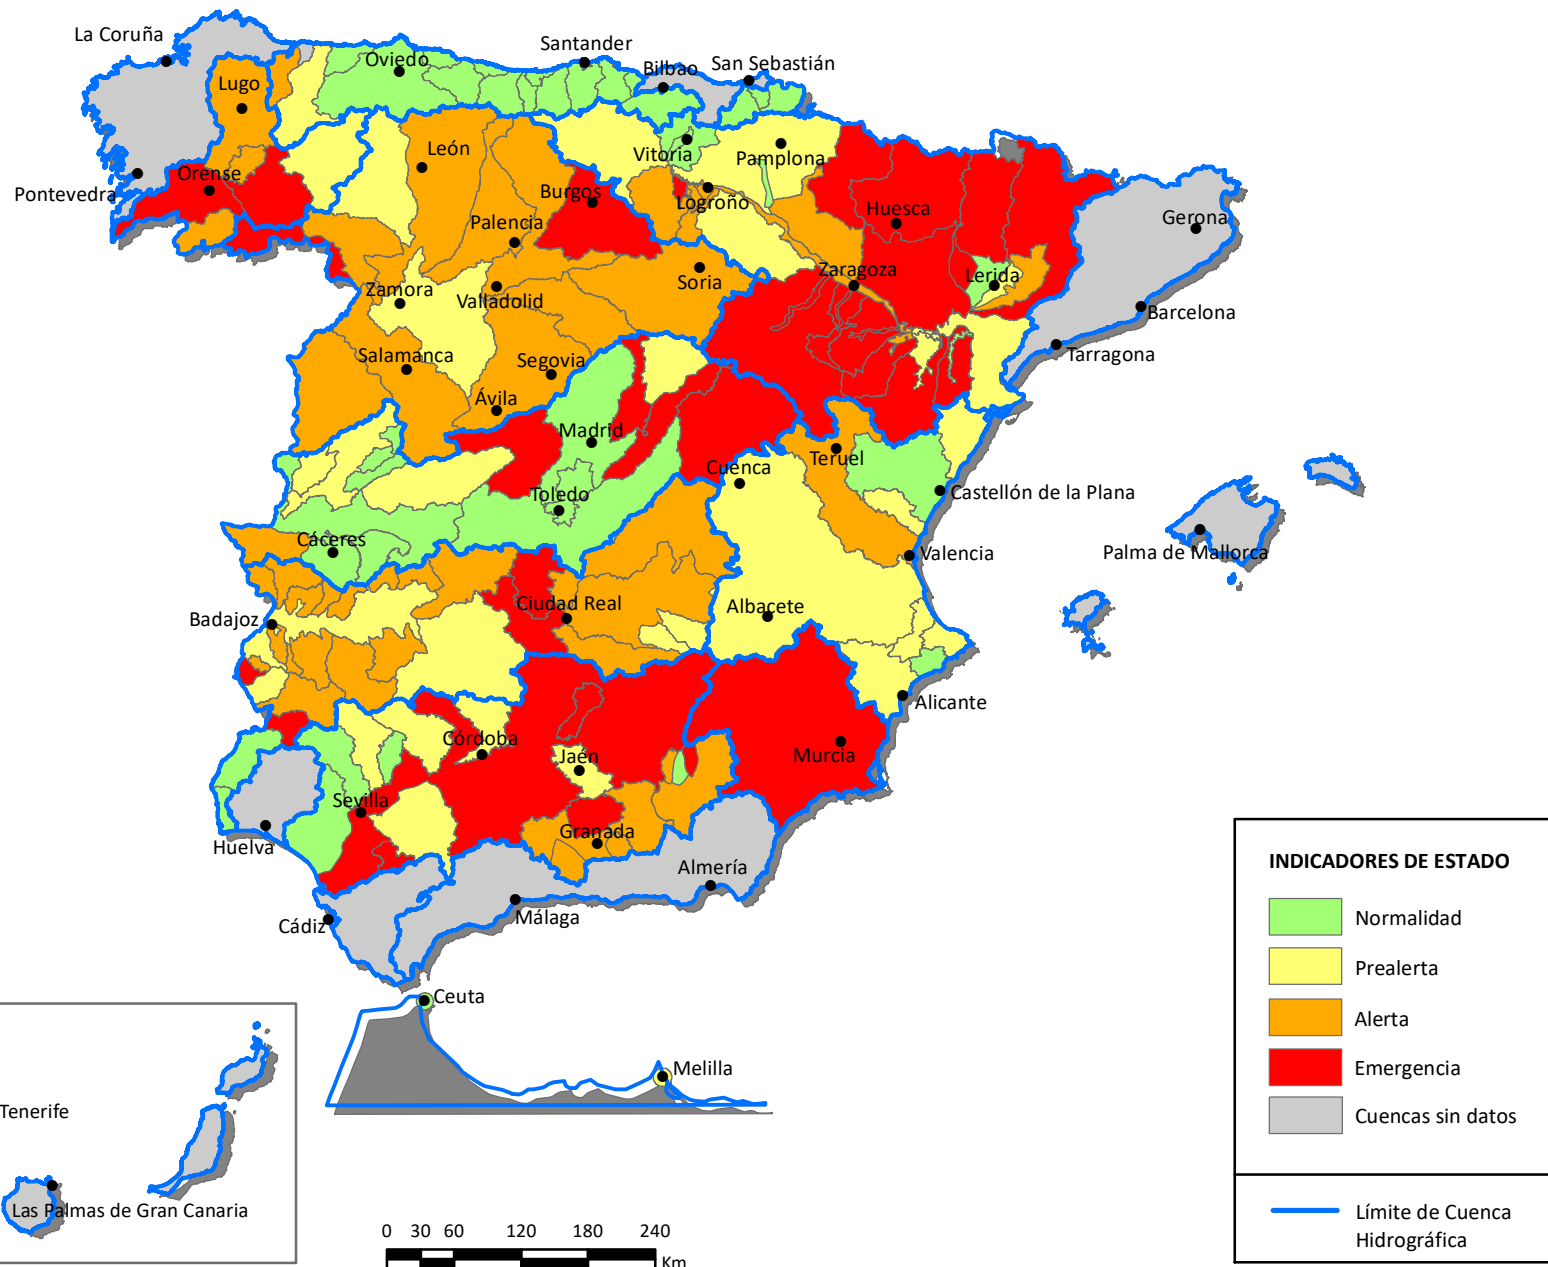 La Coruña
Oviedo
Santander
Bilbao
San Sebastián
Lugo
León
Vitoria
Pamplona
Pontevedra
Orense
Burgos
Logroño
Huesca
Gerona
Palencia
Zamora
Valladolid
Soria
Zaragoza
Lerida
Barcelona
Salamanca
Segovia
Tarragona
Ávila
Madrid
Teruel
Cuenca
Toledo
Castellón de la Plana
Cáceres
Valencia
Palma de Mallorca
Badajoz
Ciudad Real
Albacete
Alicante
Córdoba
Jaén
Murcia
Sevilla
Huelva
Granada
Almería
Cádiz
Málaga
Ceuta
Melilla
Tenerife
Las Palmas de Gran Canaria
0 30 60 120 180 240
Km
INDICADORES DE ESTADO
Normalidad
Prealerta
Alerta
Emergencia
Cuencas sin datos
Límite de Cuenca
Hidrográfica